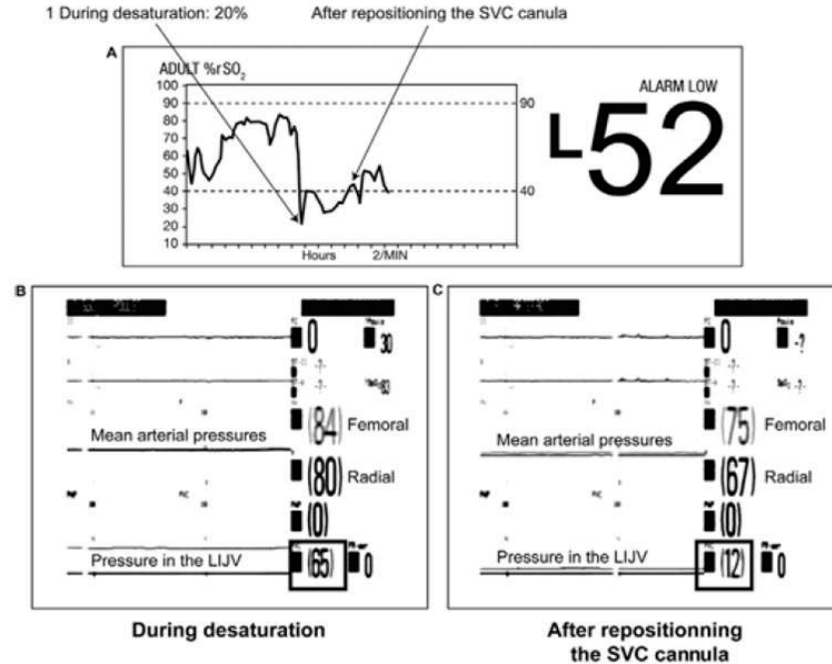 1 During desaturation: 20% After repositioning the SVC canula
A
ADULT %rSO₂
ALARM LOW
100
90 90
80
70
60
50
40 40
30
20
10
Hours 2/MIN
L52
B
C
0 30
0 -?
-?-
-?-
-?-
-?-
(84) Femoral
(75) Femoral
Mean arterial pressures
Mean arterial pressures
(80) Radial
(67) Radial
(0)
(0)
Pressure in the LIJV (65) 0
Pressure in the LIJV (12) 0
During desaturation
After repositionning
the SVC cannula